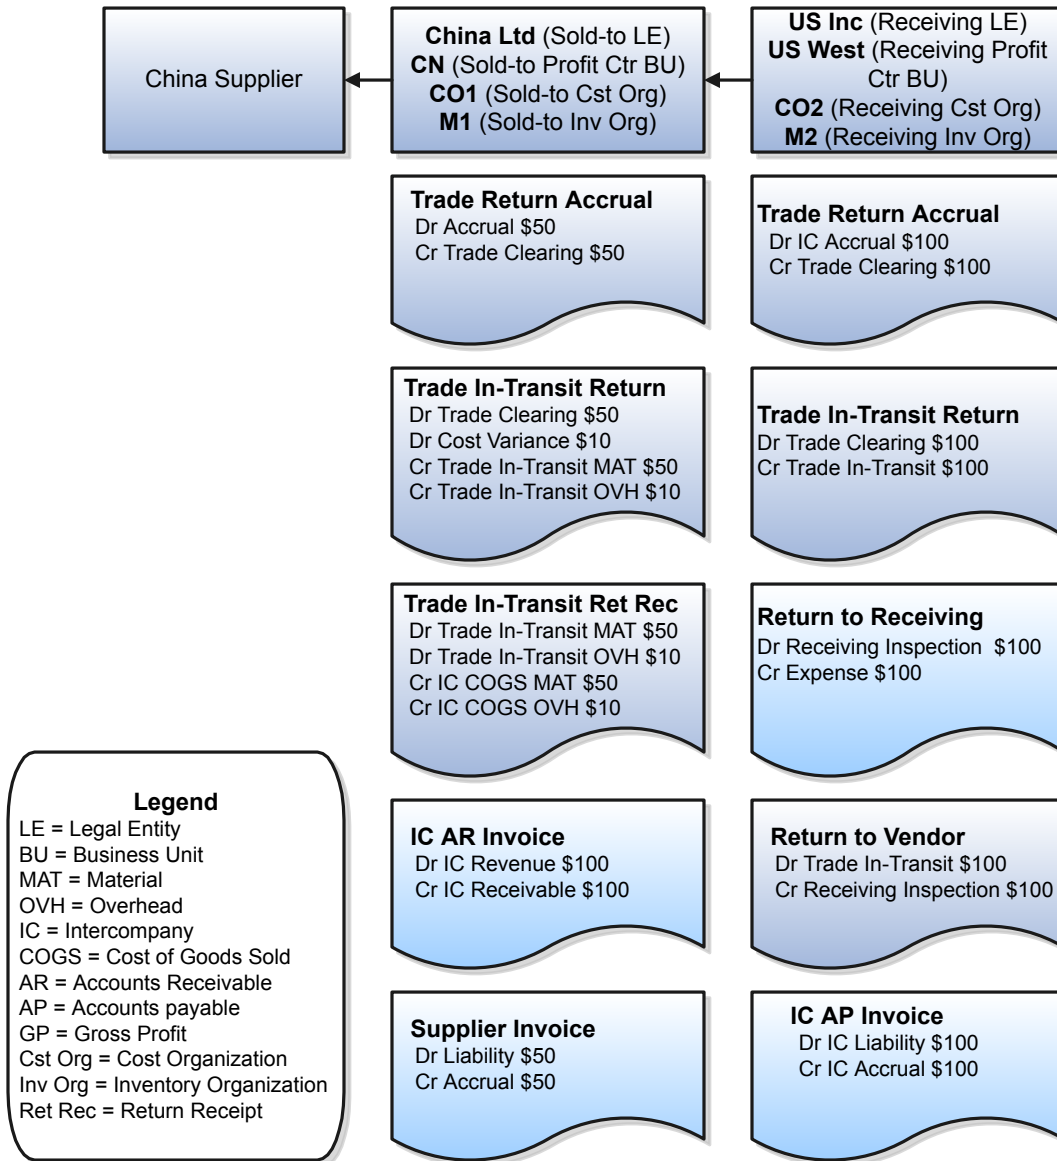 China Supplier
China Ltd (Sold-to LE)
CN (Sold-to Profit Ctr BU)
CO1 (Sold-to Cst Org)
M1 (Sold-to Inv Org)
US Inc (Receiving LE)
US West (Receiving Profit
Ctr BU)
CO2 (Receiving Cst Org)
M2 (Receiving Inv Org)
Trade Return Accrual
Dr Accrual $50
Cr Trade Clearing $50
Trade Return Accrual
Dr IC Accrual $100
Cr Trade Clearing $100
Trade In-Transit Return
Dr Trade Clearing $50
Dr Cost Variance $10
Cr Trade In-Transit MAT $50
Cr Trade In-Transit OVH $10
Trade In-Transit Return
Dr Trade Clearing $100
Cr Trade In-Transit $100
Trade In-Transit Ret Rec
Dr Trade In-Transit MAT $50
Dr Trade In-Transit OVH $10
Cr IC COGS MAT $50
Cr IC COGS OVH $10
Return to Receiving
Dr Receiving Inspection $100
Cr Expense $100
IC AR Invoice
Dr IC Revenue $100
Cr IC Receivable $100
Return to Vendor
Dr Trade In-Transit $100
Cr Receiving Inspection $100
Supplier Invoice
Dr Liability $50
Cr Accrual $50
IC AP Invoice
Dr IC Liability $100
Cr IC Accrual $100
Legend
LE = Legal Entity
BU = Business Unit
MAT = Material
OVH = Overhead
IC = Intercompany
COGS = Cost of Goods Sold
AR = Accounts Receivable
AP = Accounts payable
GP = Gross Profit
Cst Org = Cost Organization
Inv Org = Inventory Organization
Ret Rec = Return Receipt